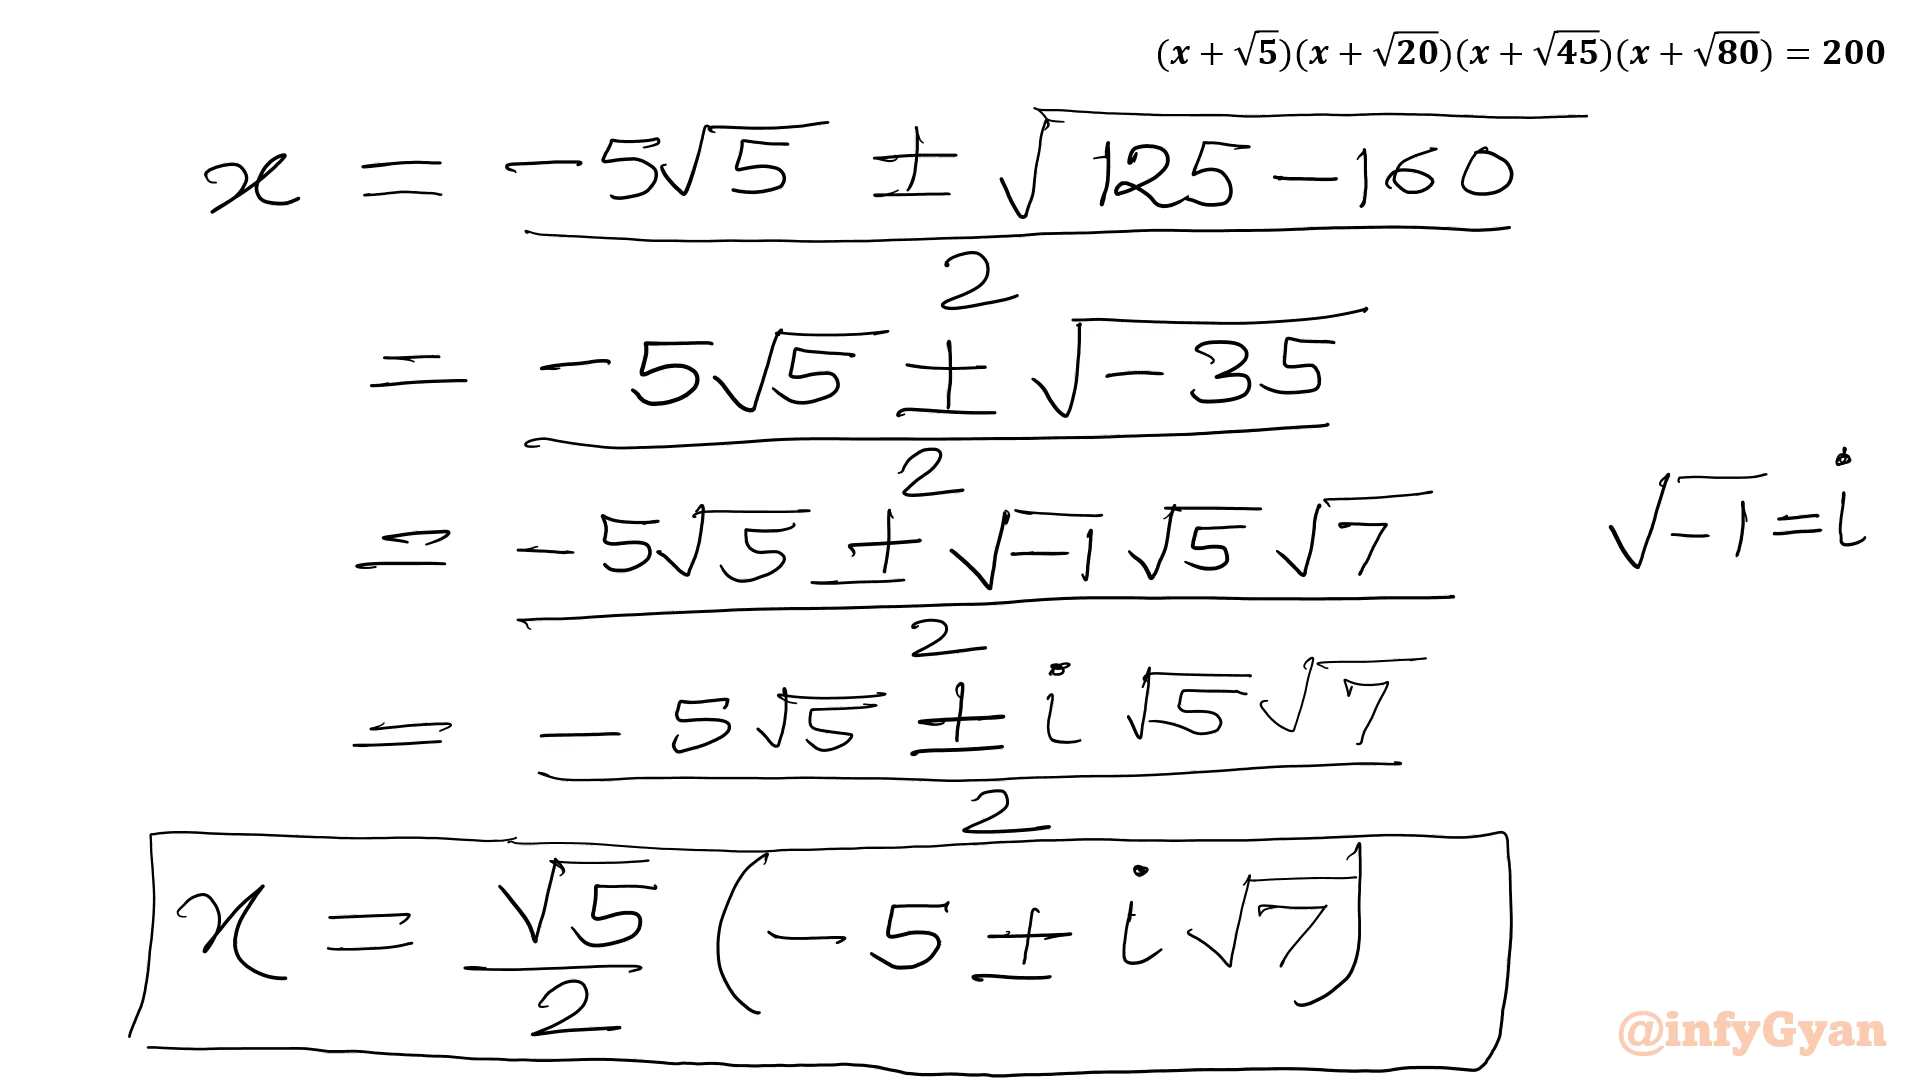 (x + √5)(x + √20)(x + √45)(x + √80) = 200
x = (-5√5 ± √(125 - 160)) / 2
= (-5√5 ± √(-35)) / 2
= (-5√5 ± √-1 √5 √7) / 2
√-1 = i
= (-5√5 ± i √5 √7) / 2
x = √5/2 (-5 ± i √7)
@infyGyan